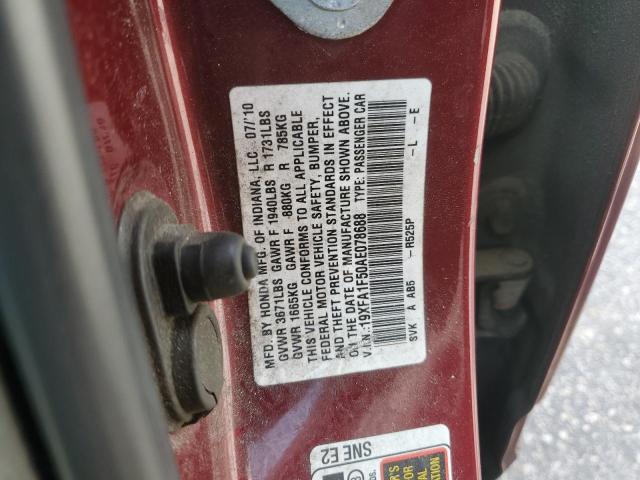 MFD. BY HONDA MFG. OF INDIANA, LLC. 07/'10
GVWR 3671LBS GAWR F 1940LBS R 1731LBS
GVWR 1665KG GAWR F 880KG R 785KG
THIS VEHICLE CONFORMS TO ALL APPLICABLE
FEDERAL MOTOR VEHICLE SAFETY, BUMPER,
AND THEFT PREVENTION STANDARDS IN EFFECT
ON THE DATE OF MANUFACTURE SHOWN ABOVE.
V.I.N.: 19XFA1F50AE078688 TYPE: PASSENGER CAR
SVK A AB5 -R525P -L -E
SNE E2